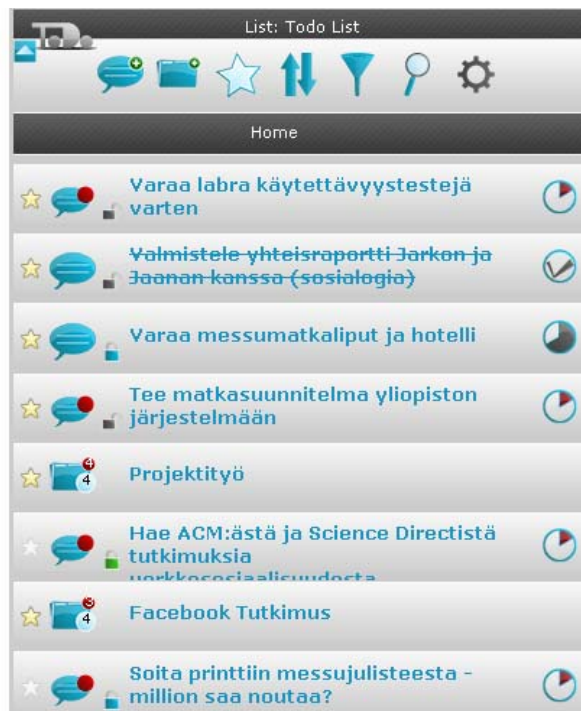 List: Todo List
Home
Varaa labra käytettävyystestejä
varten
Valmistele yhteisraportti Jarkon ja
Jaanan kanssa (sosialogia)
Varaa messumatkaliput ja hotelli
Tee matkasuunnitelma yliopiston
järjestelmään
4
4
Projektityö
Hae ACM:ästä ja Science Directistä
tutkimuksia
verkkososiaalisuudesta
3
4
Facebook Tutkimus
Soita printtiin messujulisteesta -
million saa noutaa?